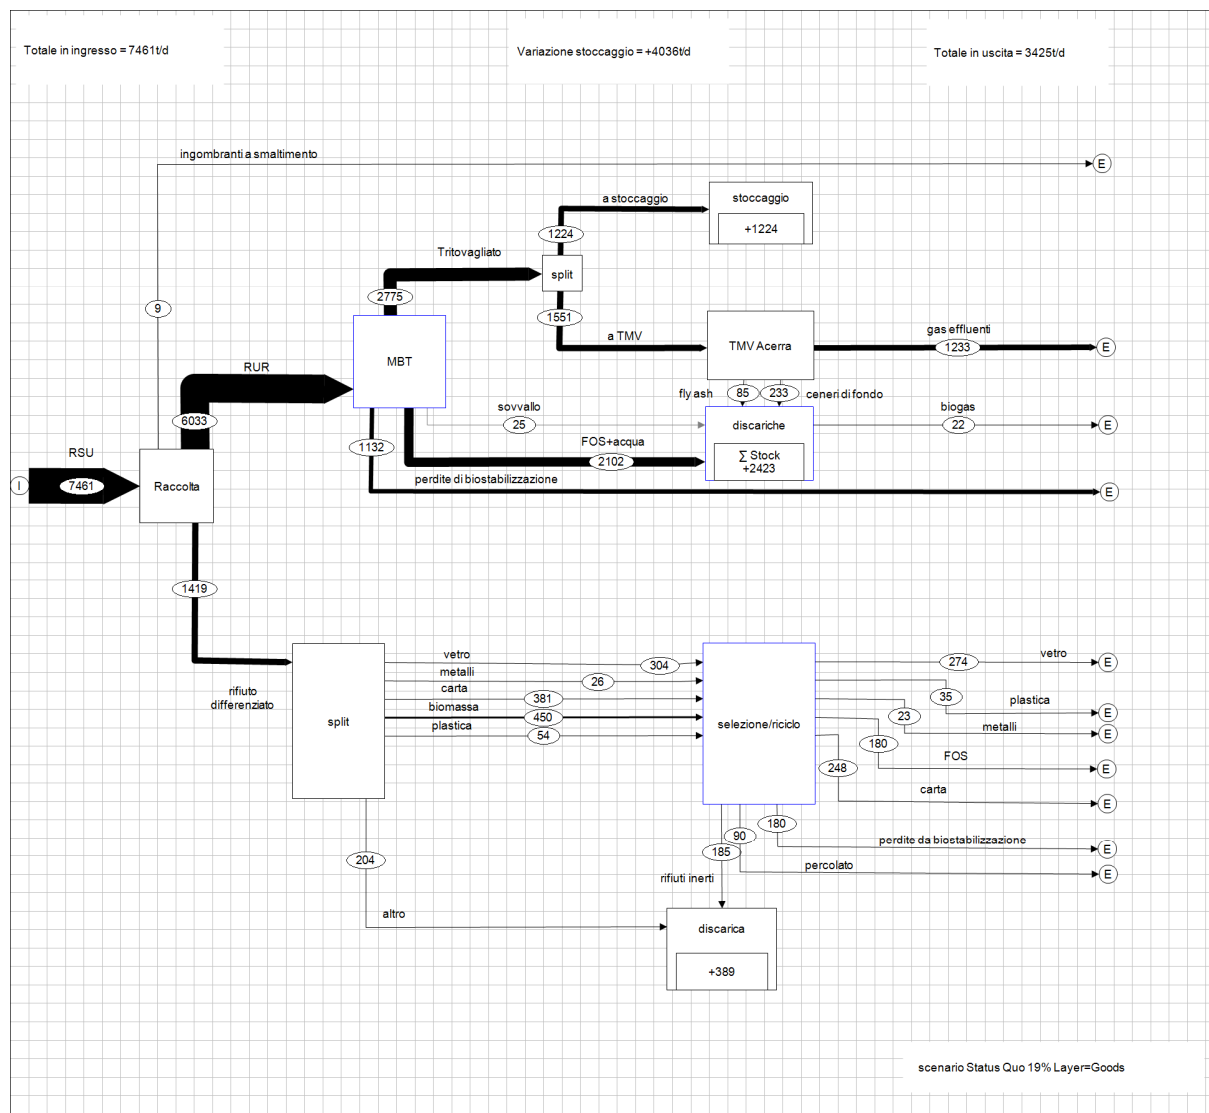 Totale in ingresso = 7461t/d
Variazione stoccaggio = +4036t/d
Totale in uscita = 3425t/d
ingombranti a smaltimento
E
a stoccaggio
stoccaggio
+1224
1224
Tritovagliato
split
2775
9
1551
a TMV
TMV Acerra
gas effluenti
1233
E
MBT
RUR
fly ash
85
233
ceneri di fondo
sovvallo
25
discariche
biogas
22
E
6033
1132
FOS+acqua
2102
∑ Stock
+2423
RSU
perdite di biostabilizzazione
E
I
7461
Raccolta
1419
rifiuto
differenziato
split
vetro
304
metalli
26
carta
381
biomassa
450
plastica
54
selezione/riciclo
274
vetro
E
35
plastica
E
23
metalli
E
180
FOS
E
248
carta
E
180
perdite da biostabilizzazione
E
90
percolato
E
185
rifiuti inerti
204
altro
discarica
+389
scenario Status Quo 19% Layer=Goods